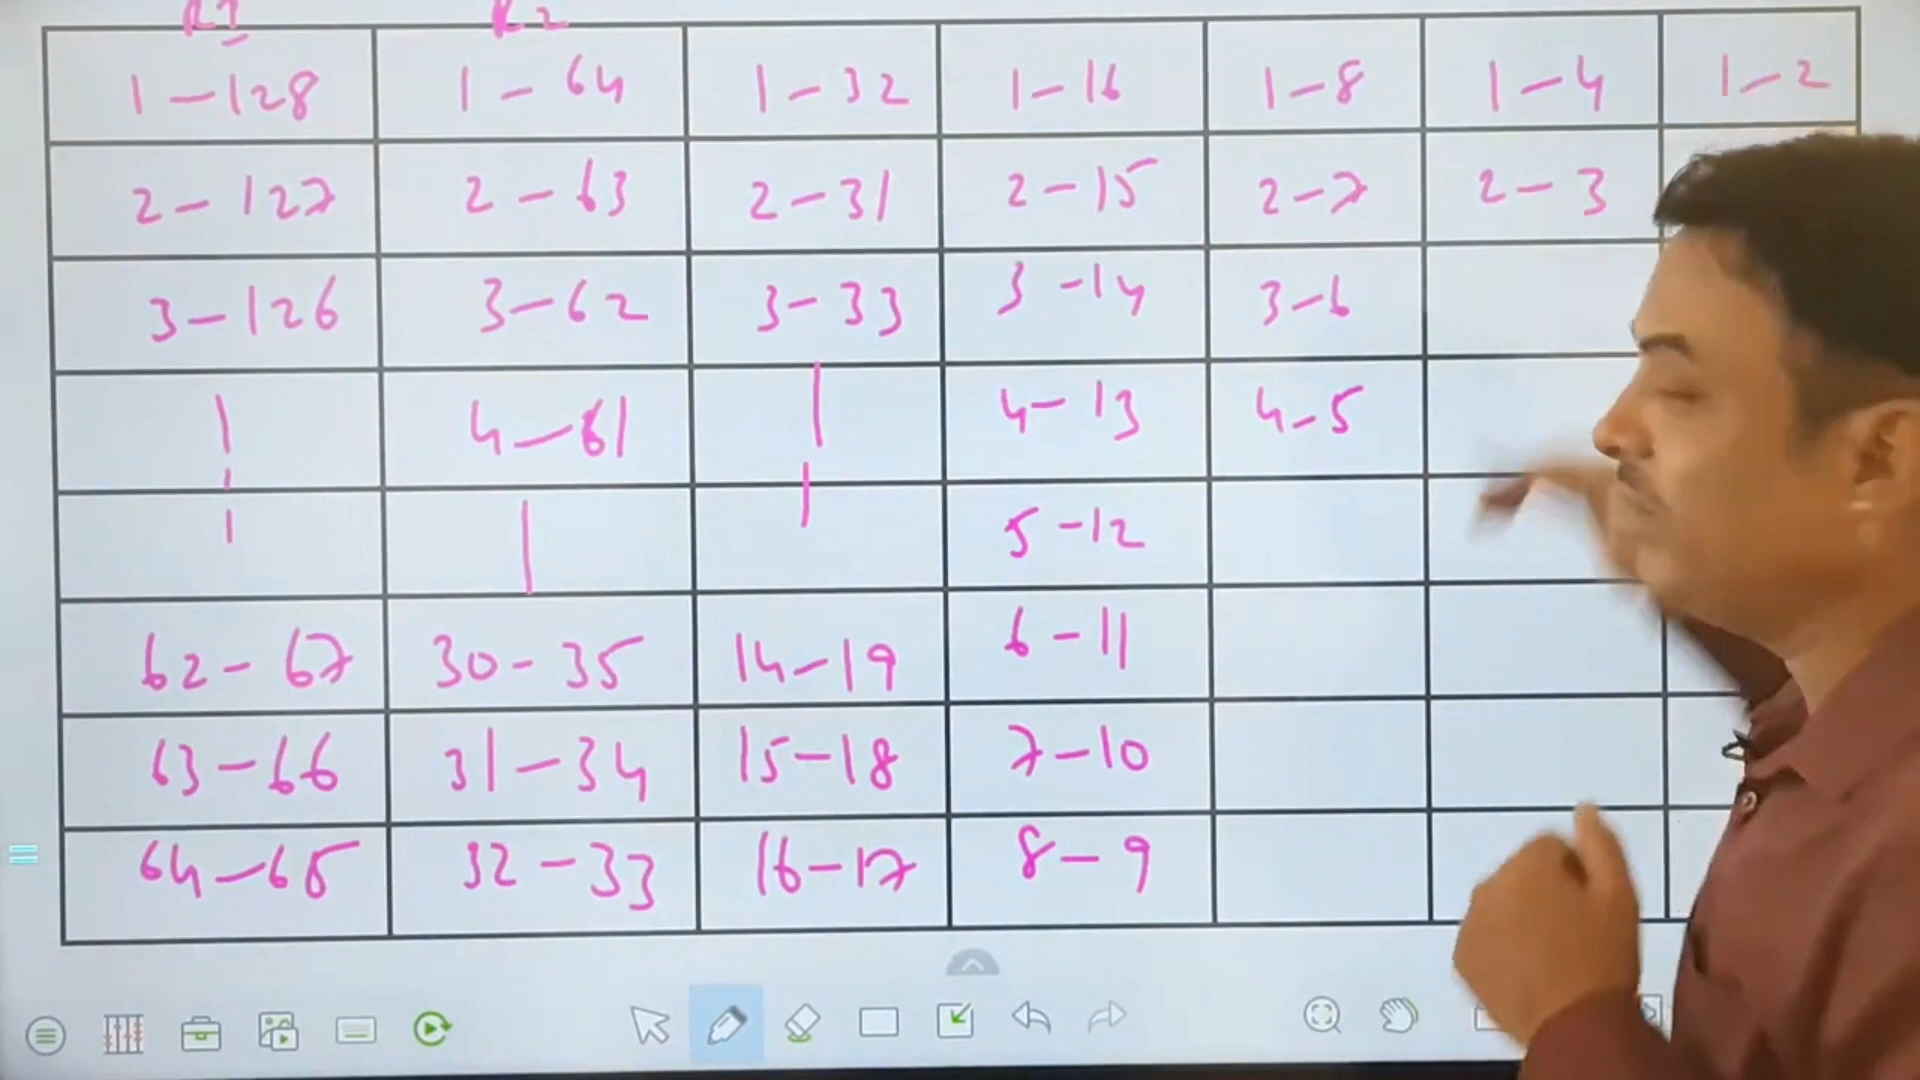 R1 R2
1-128 1-64 1-32 1-16 1-8 1-4 1-2
2-127 2-63 2-31 2-15 2-7 2-3
3-126 3-62 3-33 3-14 3-6
4-61 4-13 4-5
5-12
62-67 30-35 14-19 6-11
63-66 31-34 15-18 7-10
64-65 32-33 16-17 8-9